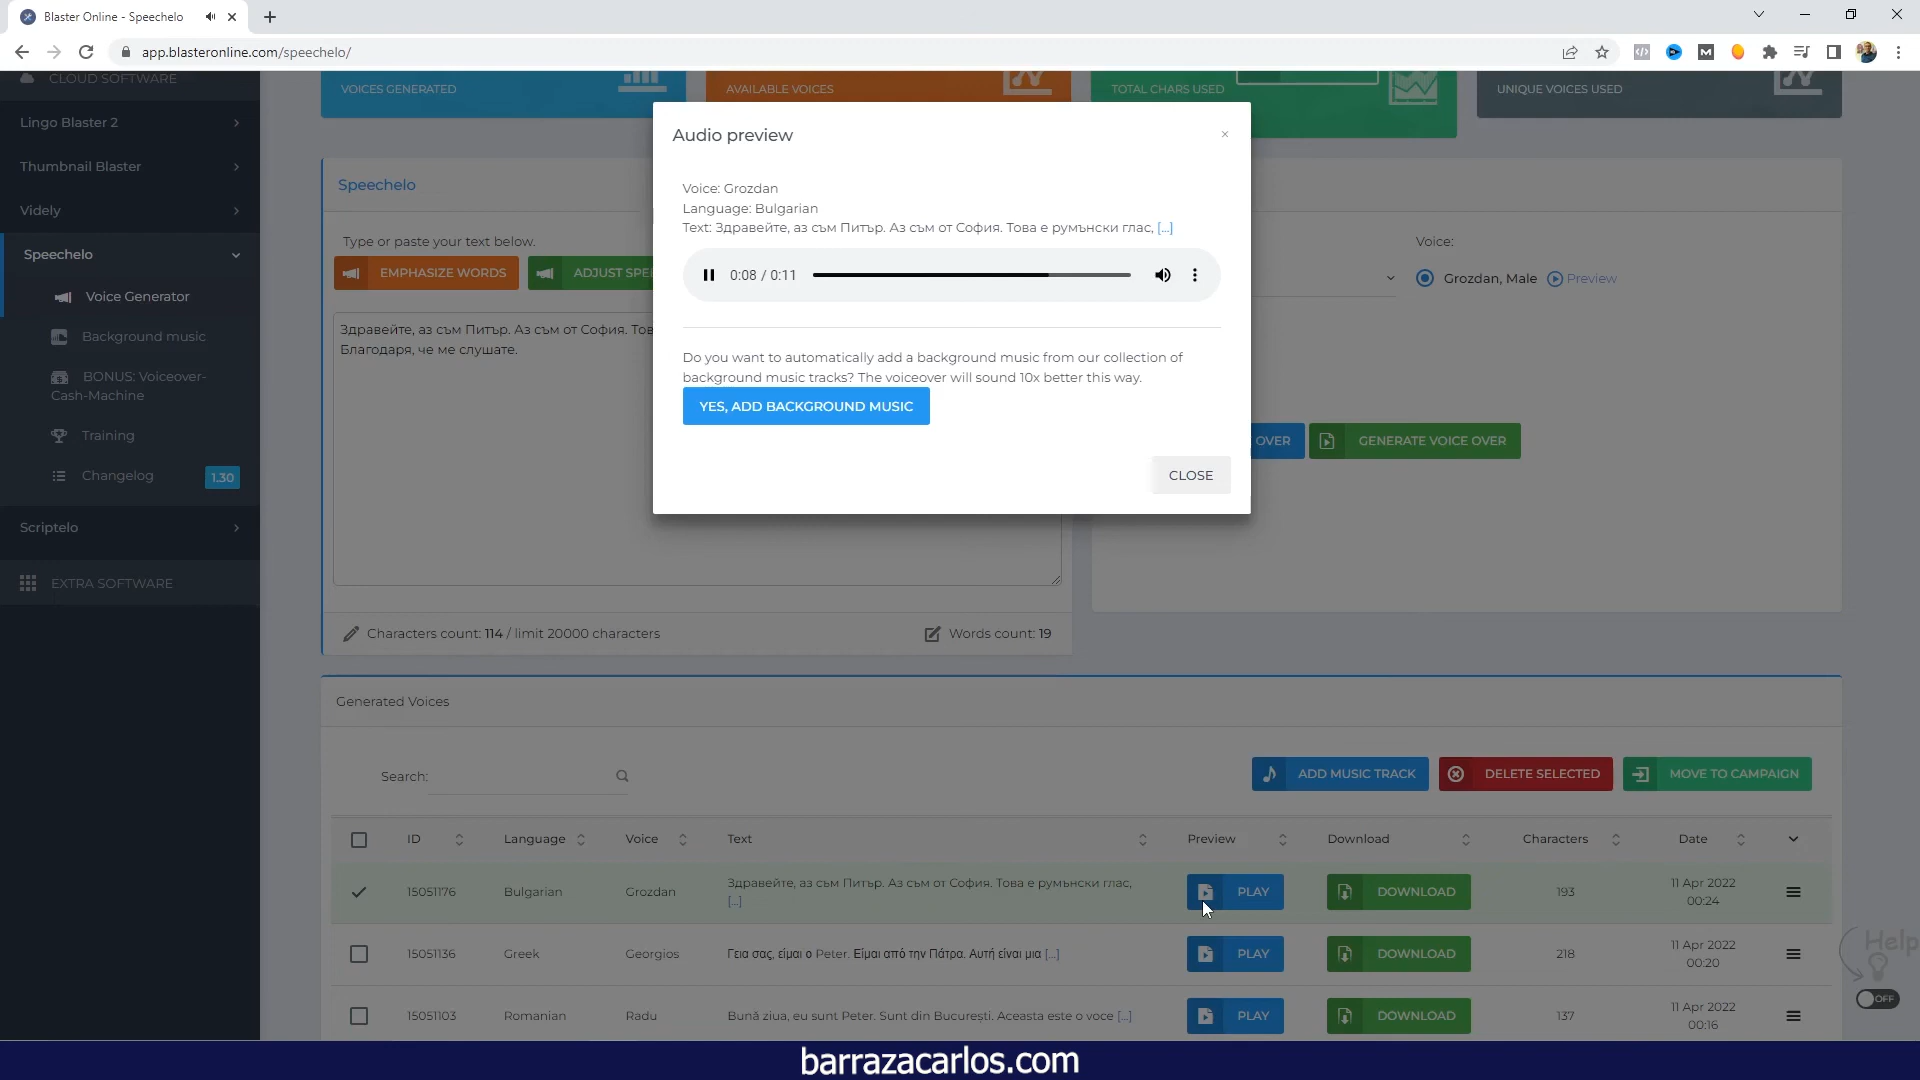 Blaster Online - Speechelo
app.blasteronline.com/speechelo/
CLOUD SOFTWARE
Lingo Blaster 2
Thumbnail Blaster
Videly
Speechelo
Voice Generator
Background music
BONUS: Voiceover-
Cash-Machine
Training
Changelog
1.30
Scriptelo
EXTRA SOFTWARE
VOICES GENERATED
AVAILABLE VOICES
TOTAL CHARS USED
UNIQUE VOICES USED
Speechelo
Type or paste your text below.
EMPHASIZE WORDS
ADJUST SPE
Здравейте, аз съм Питър. Аз съм от София. Тов
Благодаря, че ме слушате.
Characters count: 114 / limit 20000 characters
Words count: 19
Audio preview
×
Voice: Grozdan
Language: Bulgarian
Text: Здравейте, аз съм Питър. Аз съм от София. Това е румънски глас, [...]
0:08 / 0:11
Do you want to automatically add a background music from our collection of
background music tracks? The voiceover will sound 10x better this way.
YES, ADD BACKGROUND MUSIC
CLOSE
Voice:
Grozdan, Male
Preview
OVER
GENERATE VOICE OVER
Generated Voices
Search:
ADD MUSIC TRACK
DELETE SELECTED
MOVE TO CAMPAIGN
ID Language Voice Text Preview Download Characters Date
15051176 Bulgarian Grozdan Здравейте, аз съм Питър. Аз съм от София. Това е румънски глас, PLAY DOWNLOAD 193 11 Apr 2022
[...] 00:24
15051136 Greek Georgios Γεια σας, είμαι ο Peter. Είμαι από την Πάτρα. Αυτή είναι μια [...] PLAY DOWNLOAD 218 11 Apr 2022
00:20
15051103 Romanian Radu Bună ziua, eu sunt Peter. Sunt din București. Aceasta este o voce [...] PLAY DOWNLOAD 137 11 Apr 2022
00:16
Help
OFF
barrazacarlos.com